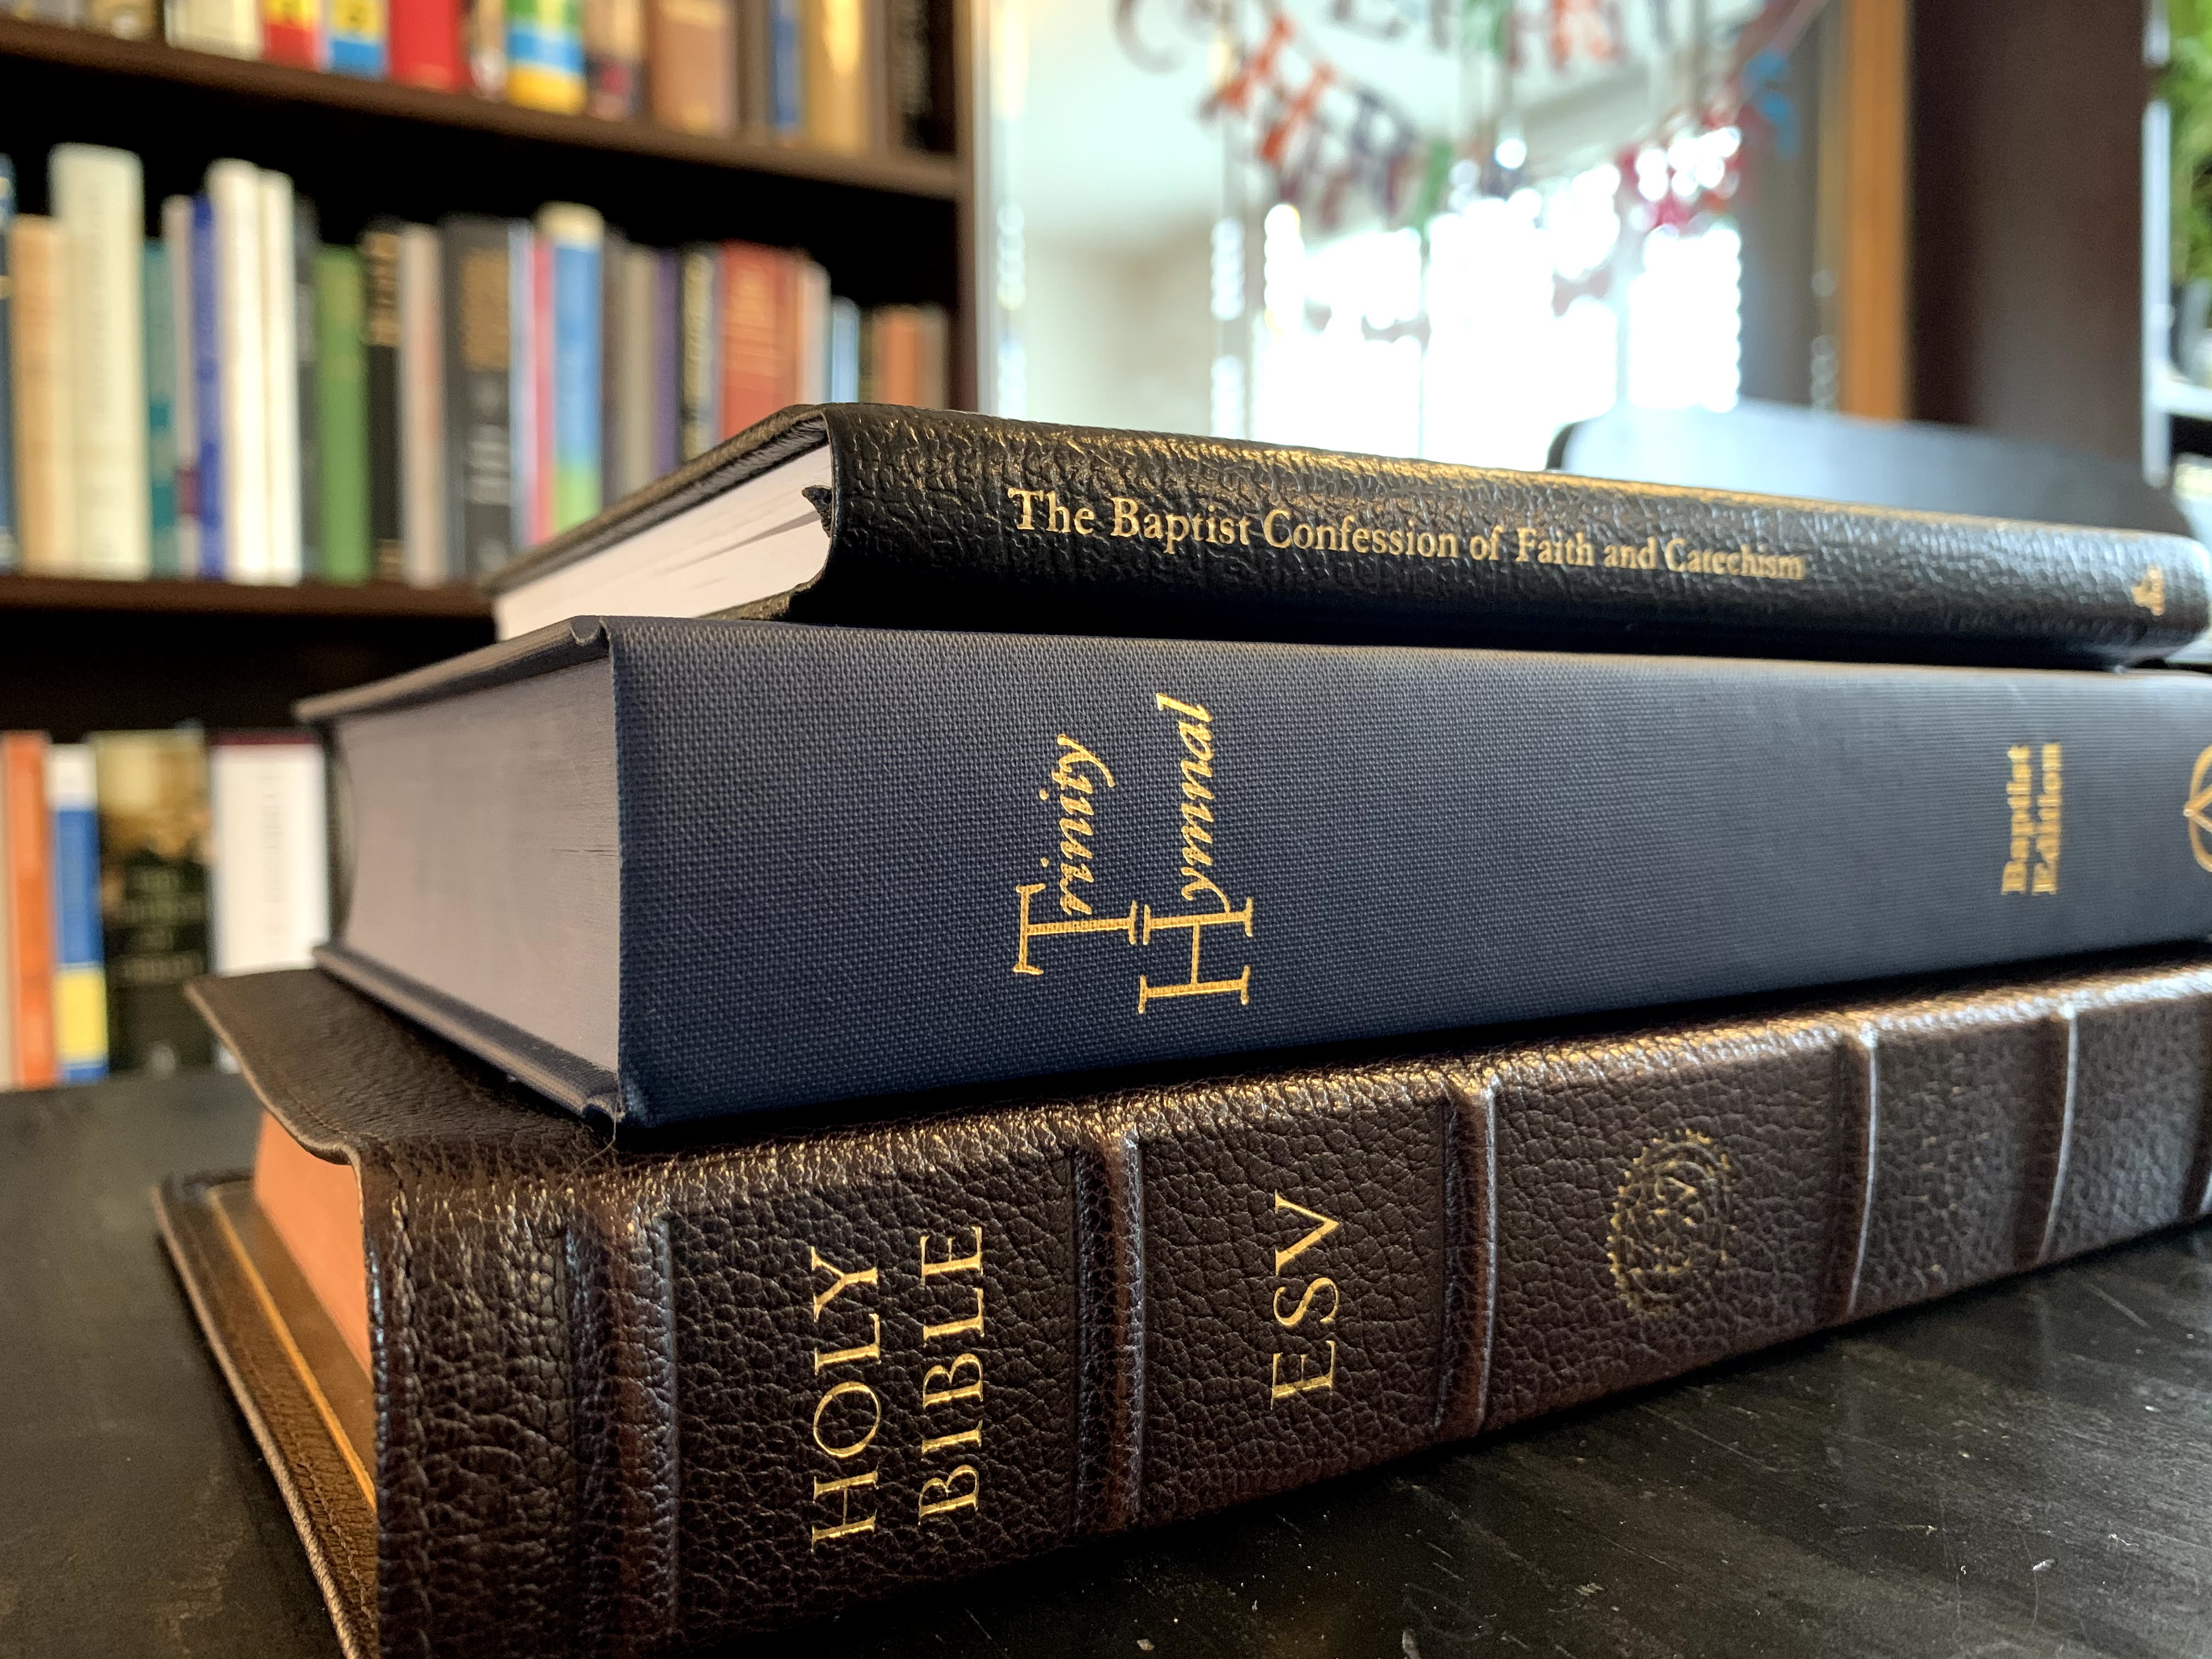 The Baptist Confession of Faith and Catechism
Trinity
Hymnal
Baptist
Edition
HOLY
BIBLE
ESV